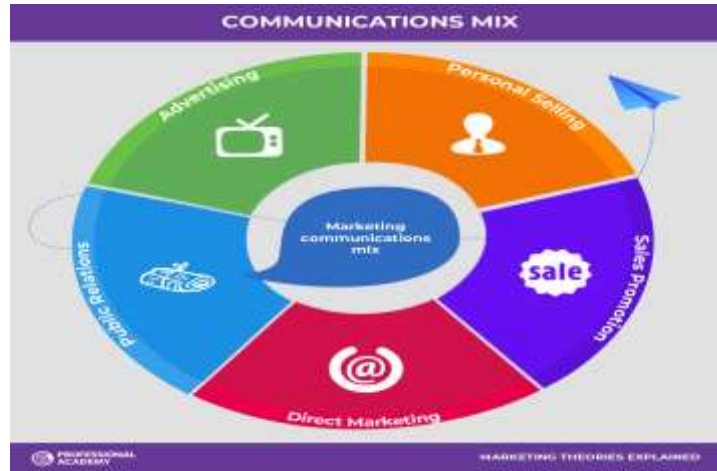 COMMUNICATIONS MIX
Advertising
Personal Selling
Marketing
communications
mix
Public Relations
sale
Sales Promotion
@
Direct Marketing
PROFESSIONAL
ACADEMY
MARKETING THEORIES EXPLAINED